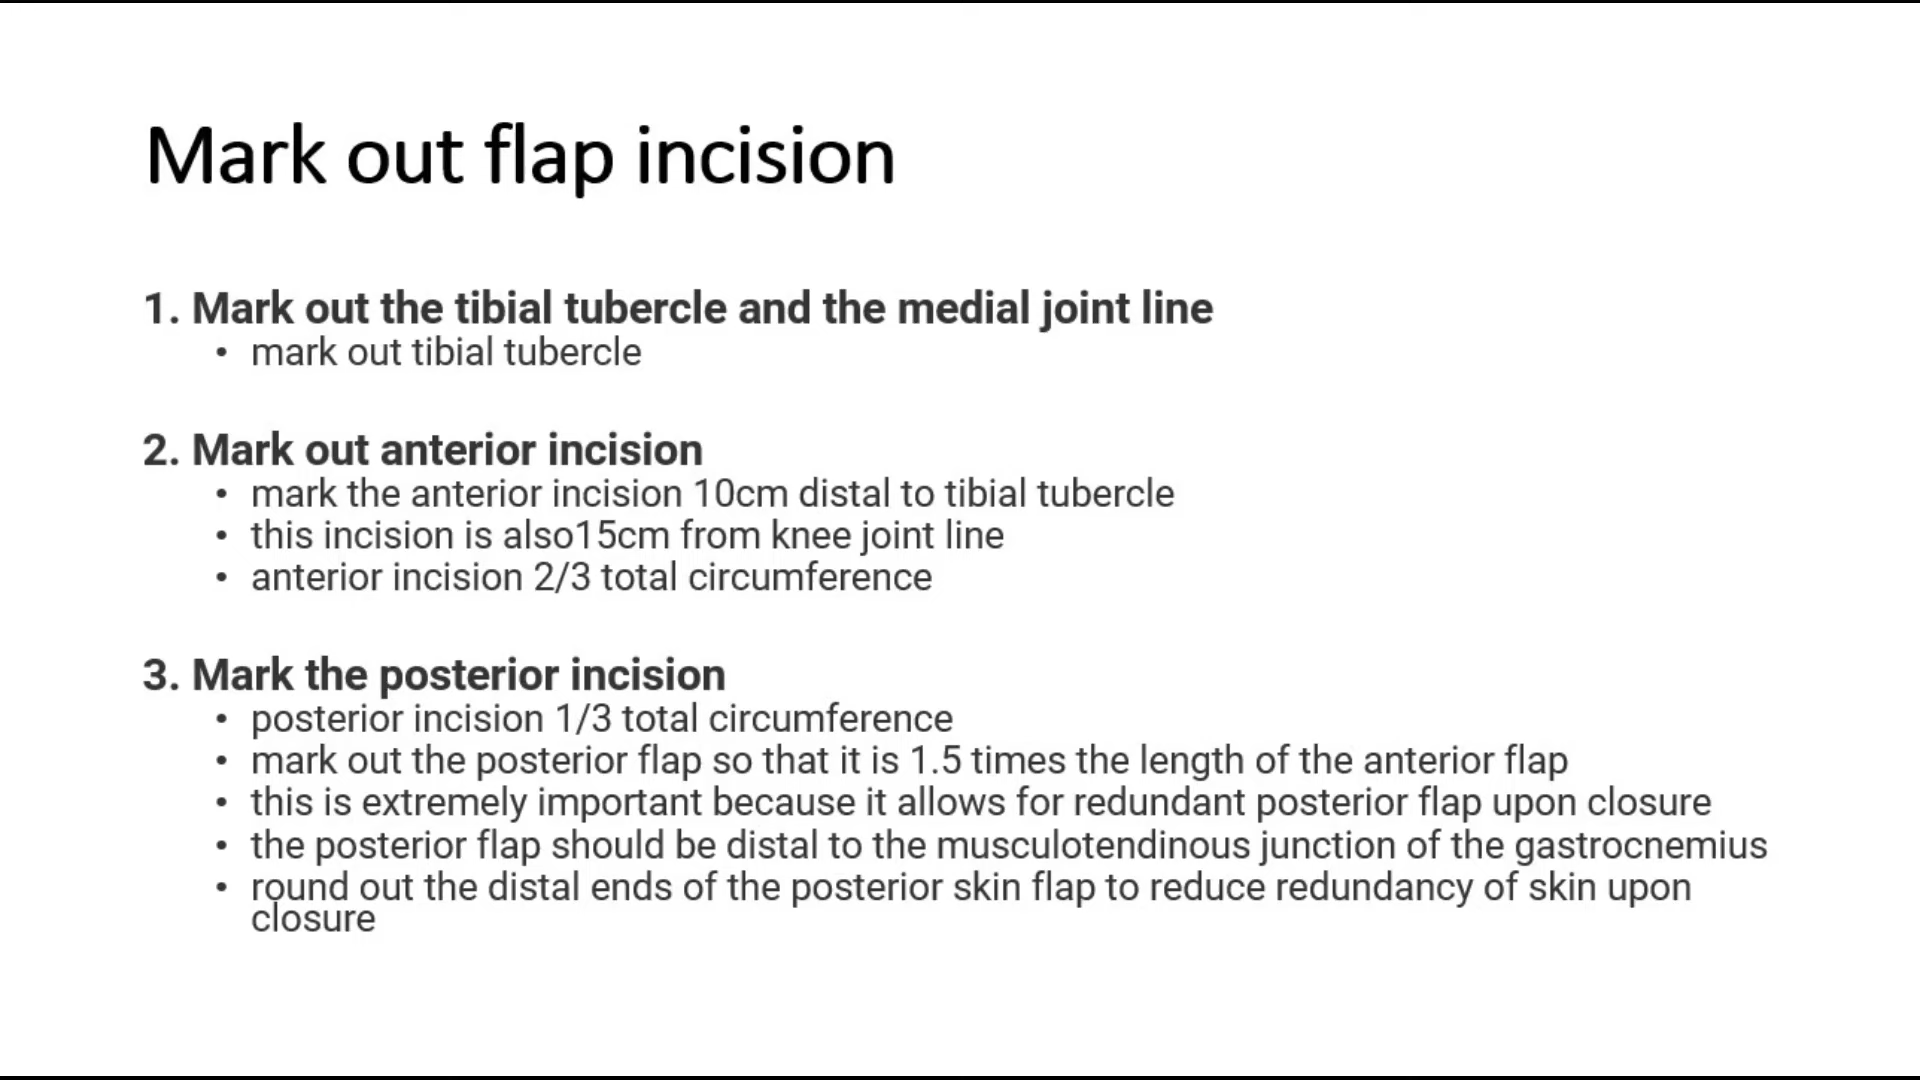 Mark out flap incision
1. Mark out the tibial tubercle and the medial joint line
• mark out tibial tubercle
2. Mark out anterior incision
• mark the anterior incision 10cm distal to tibial tubercle
• this incision is also15cm from knee joint line
• anterior incision 2/3 total circumference
3. Mark the posterior incision
• posterior incision 1/3 total circumference
• mark out the posterior flap so that it is 1.5 times the length of the anterior flap
• this is extremely important because it allows for redundant posterior flap upon closure
• the posterior flap should be distal to the musculotendinous junction of the gastrocnemius
• round out the distal ends of the posterior skin flap to reduce redundancy of skin upon
closure